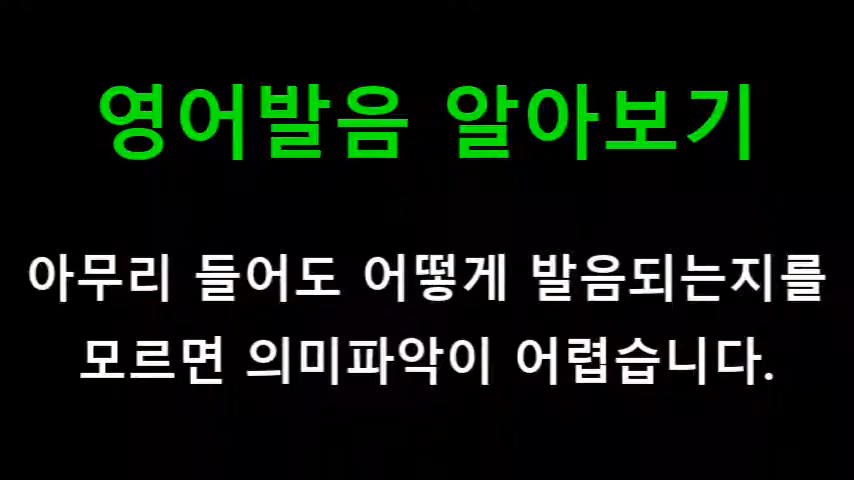 영어발음 알아보기
아무리 들어도 어떻게 발음되는지를
모르면 의미파악이 어렵습니다.